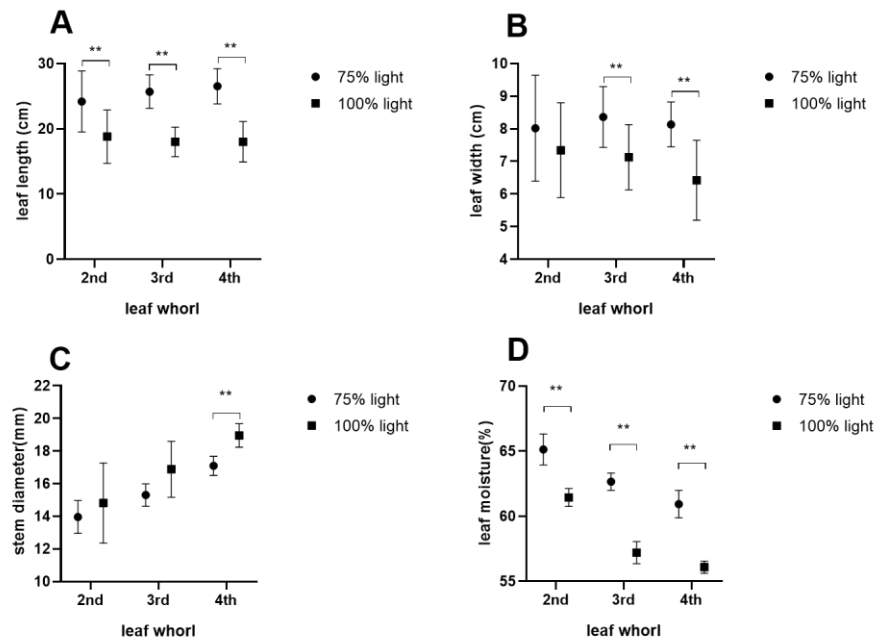 A
** ** **
30
20
10
0
leaf length (cm)
2nd 3rd 4th
leaf whorl
75% light
100% light
B
** **
10
9
8
7
6
5
4
leaf width (cm)
2nd 3rd 4th
leaf whorl
75% light
100% light
C
**
22
20
18
16
14
12
10
stem diameter(mm)
2nd 3rd 4th
leaf whorl
75% light
100% light
D
** ** **
70
65
60
55
leaf moisture(%)
2nd 3rd 4th
leaf whorl
75% light
100% light